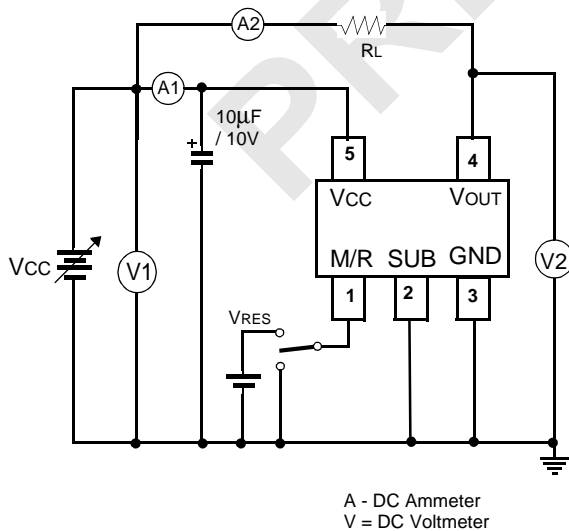 PR
A2
RL
A1
10µF
/ 10V
+
5
4
VCC
VOUT
VCC
V1
M/R
SUB
GND
V2
1
2
3
VRES
A - DC Ammeter
V = DC Voltmeter